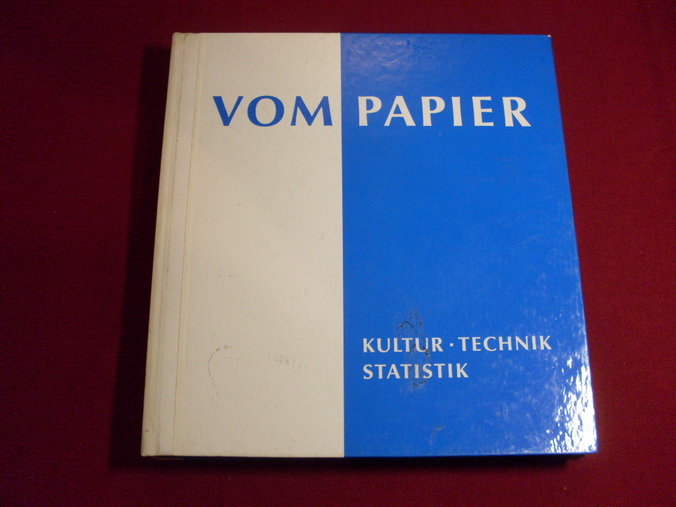 VOM PAPIER
KULTUR · TECHNIK
STATISTIK